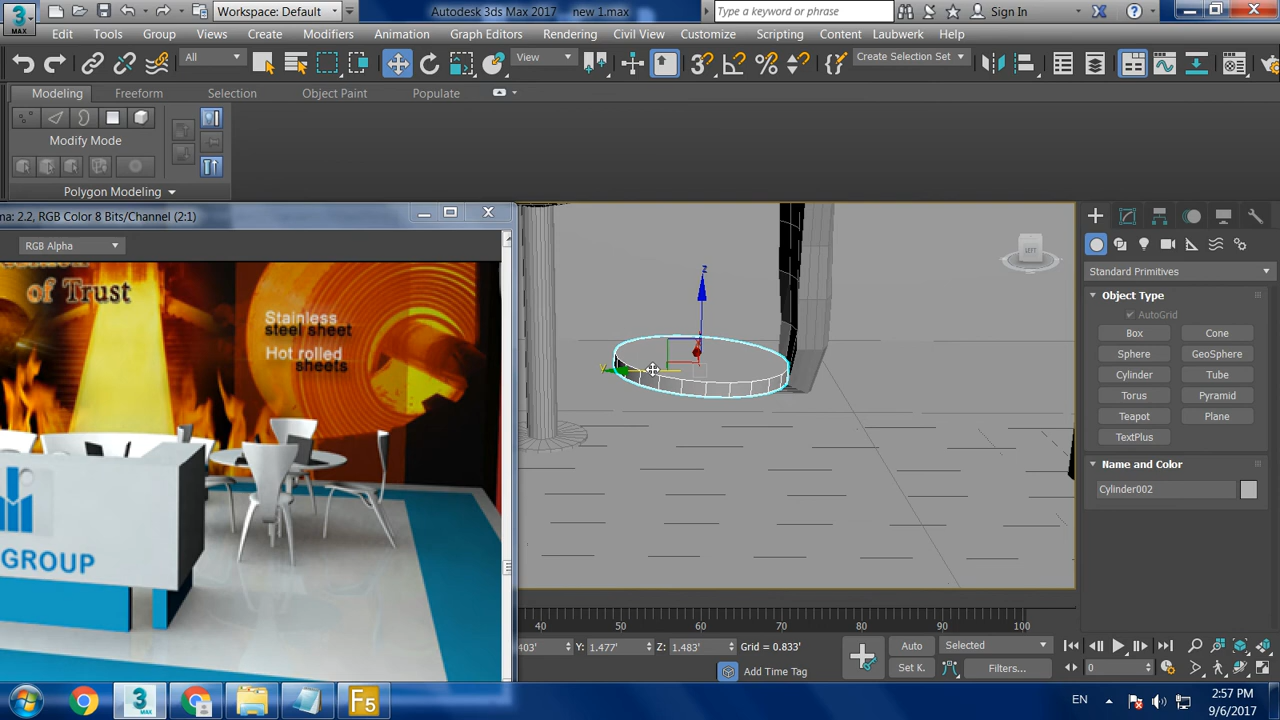 3
MAX
Workspace: Default
Autodesk 3ds Max 2017 new 1.max
Type a keyword or phrase
Sign In
Edit Tools Group Views Create Modifiers Animation Graph Editors Rendering Civil View Customize Scripting Content Laubwerk Help
All
View
Create Selection Set
Modeling Freeform Selection Object Paint Populate
Modify Mode
Polygon Modeling
ma: 2.2, RGB Color 8 Bits/Channel (2:1)
RGB Alpha
of Trust
Stainless
steel sheet
Hot rolled
sheets
GROUP
z
y
LEFT
Standard Primitives
Object Type
AutoGrid
Box Cone
Sphere GeoSphere
Cylinder Tube
Torus Pyramid
Teapot Plane
TextPlus
Name and Color
Cylinder002
40 50 60 70 80 90 100
403' Y: 1.477' Z: 1.483' Grid = 0.833'
Add Time Tag
Auto Selected
Set K. Filters...
0
F5
EN
2:57 PM
9/6/2017